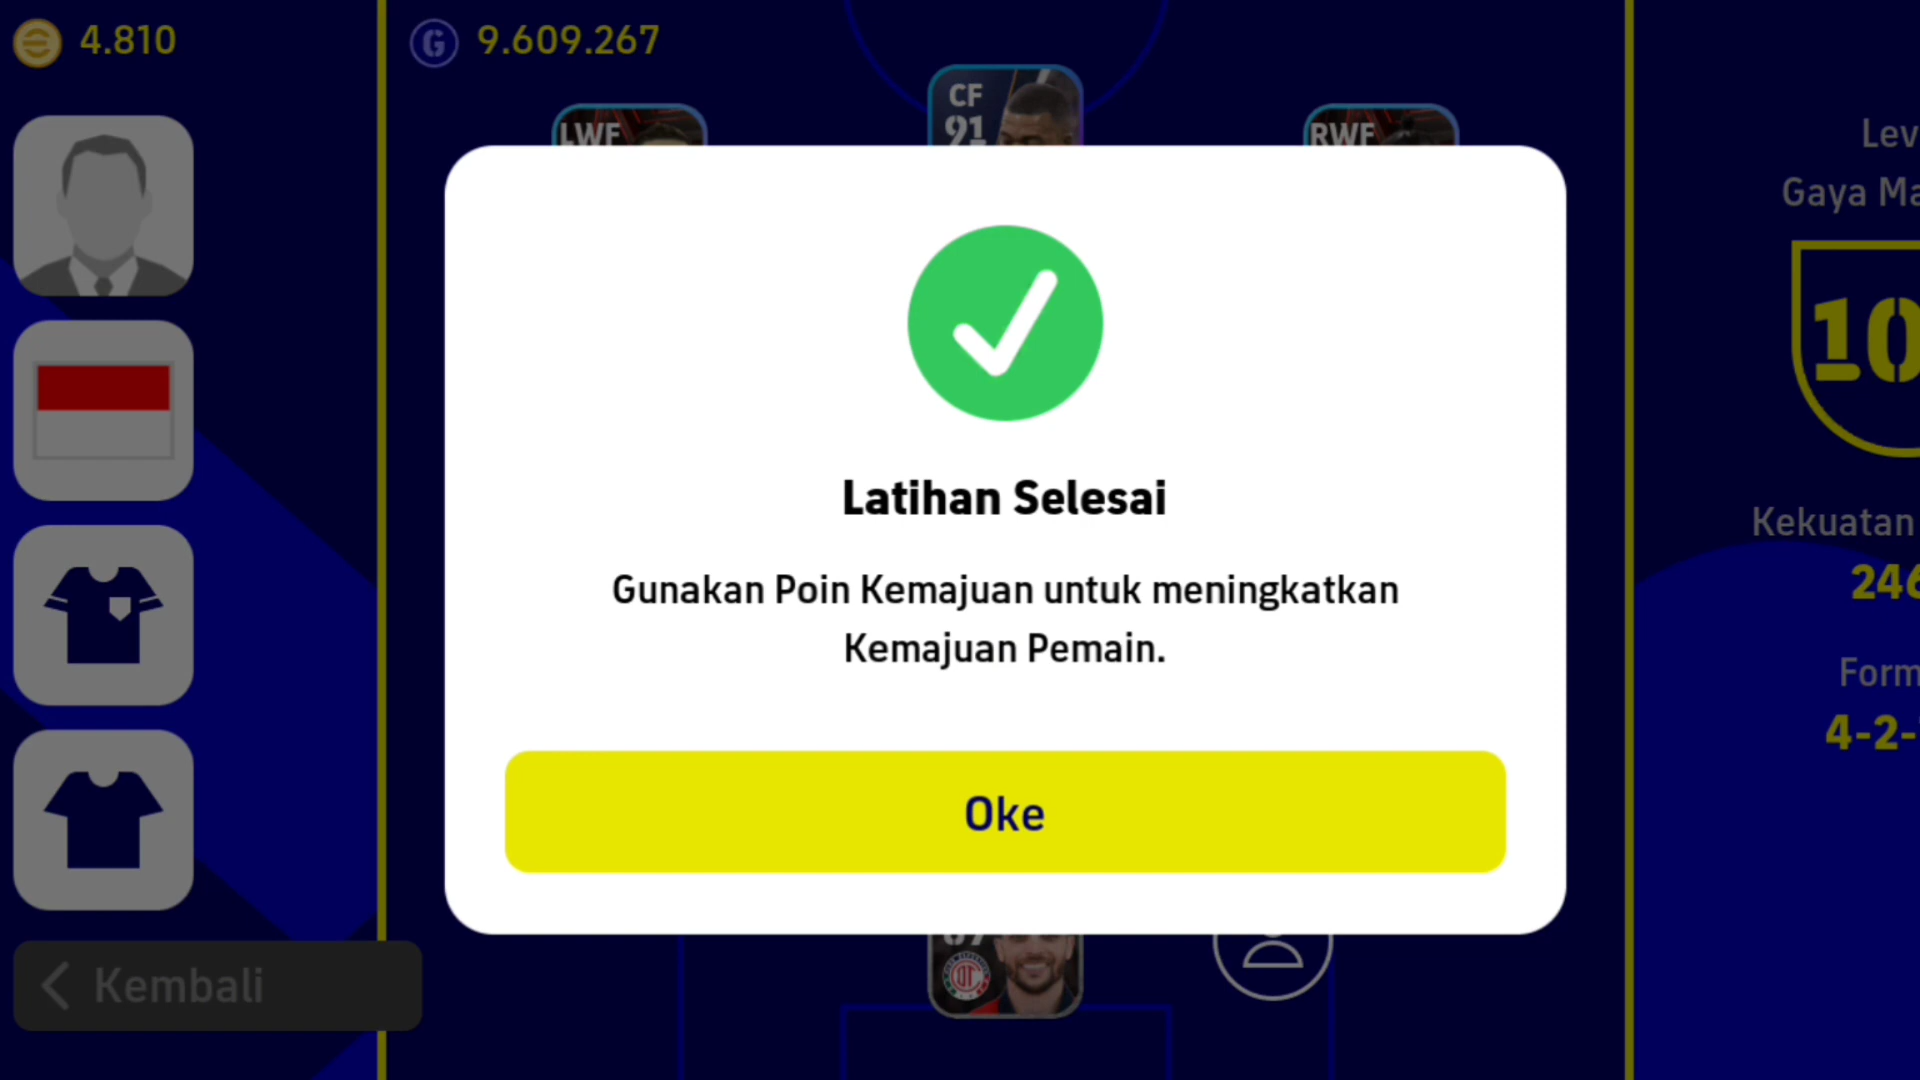 4.810
9.609.267
CF
91
LWF
RWF
Latihan Selesai
Gunakan Poin Kemajuan untuk meningkatkan
Kemajuan Pemain.
Oke
Kembali
Lev
Gaya Ma
10
Kekuatan
246
Form
4-2-